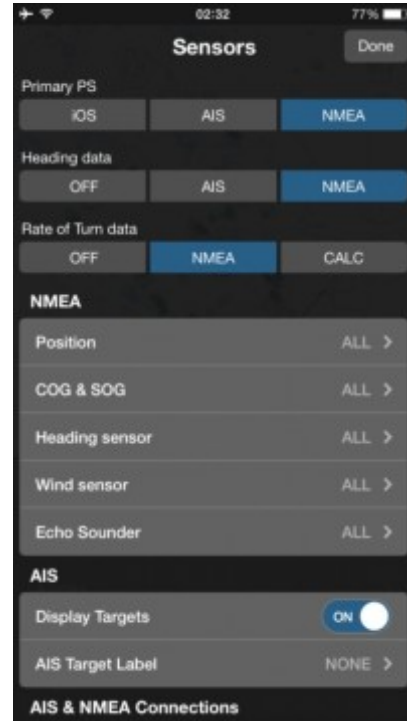 02:32 77%
Sensors Done
Primary PS
iOS AIS NMEA
Heading data
OFF AIS NMEA
Rate of Turn data
OFF NMEA CALC
NMEA
Position ALL >
COG & SOG ALL >
Heading sensor ALL >
Wind sensor ALL >
Echo Sounder ALL >
AIS
Display Targets ON
AIS Target Label NONE >
AIS & NMEA Connections